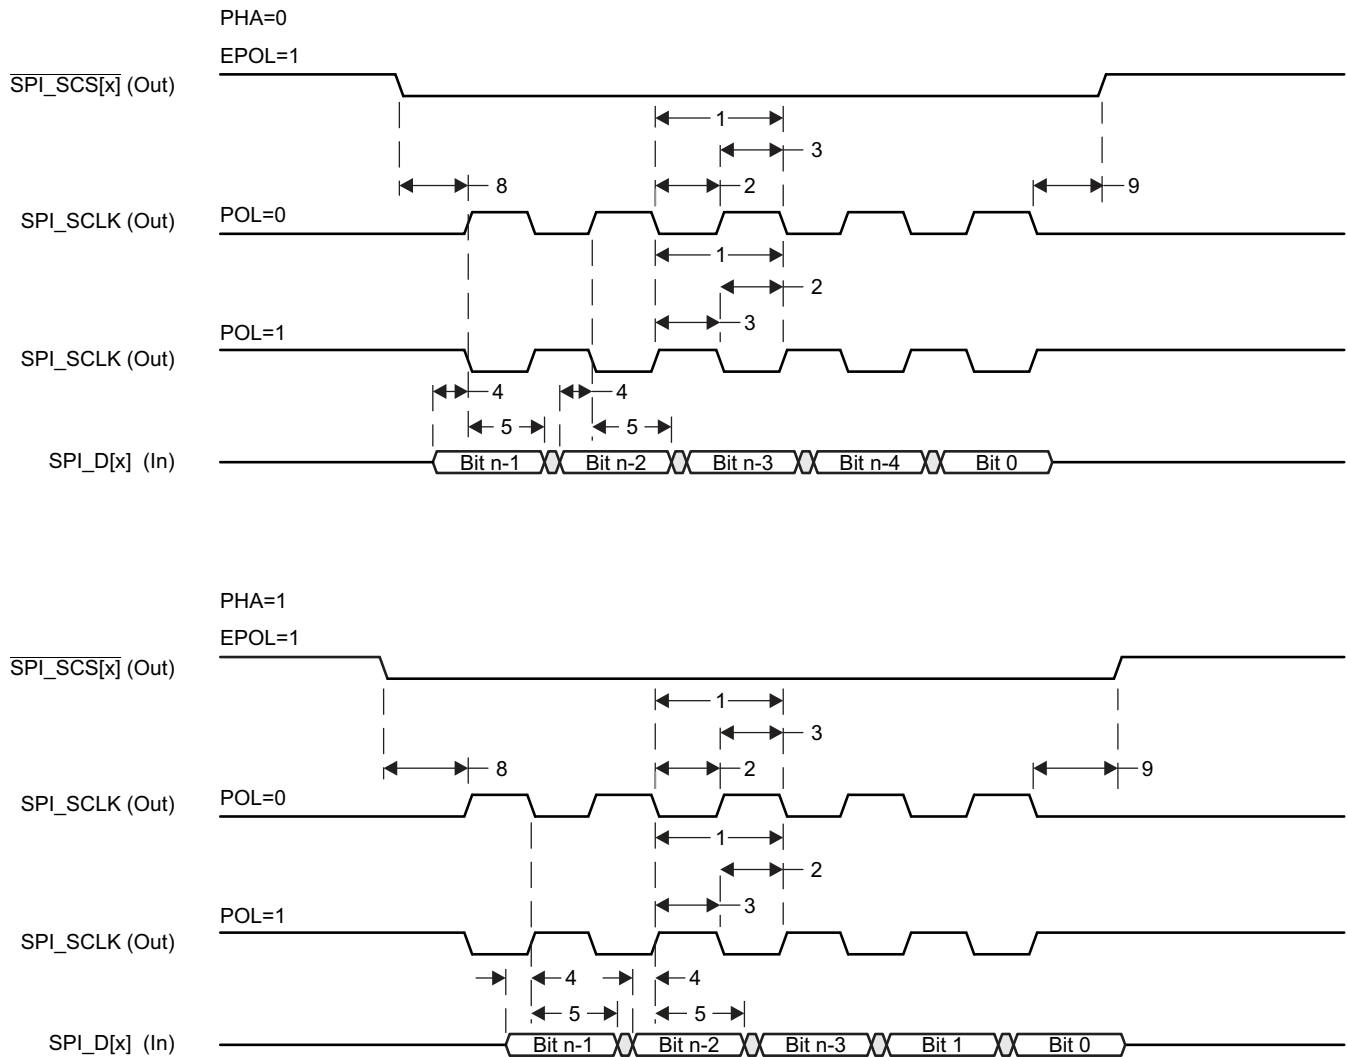 PHA=0
EPOL=1
SPI_SCS[x] (Out)
1
3
8
2
9
SPI_SCLK (Out)
POL=0
1
2
3
POL=1
SPI_SCLK (Out)
4
4
5
5
SPI_D[x] (In)
Bit n-1
Bit n-2
Bit n-3
Bit n-4
Bit 0
PHA=1
EPOL=1
SPI_SCS[x] (Out)
1
3
8
2
9
SPI_SCLK (Out)
POL=0
1
2
3
POL=1
SPI_SCLK (Out)
4
4
5
5
SPI_D[x] (In)
Bit n-1
Bit n-2
Bit n-3
Bit 1
Bit 0